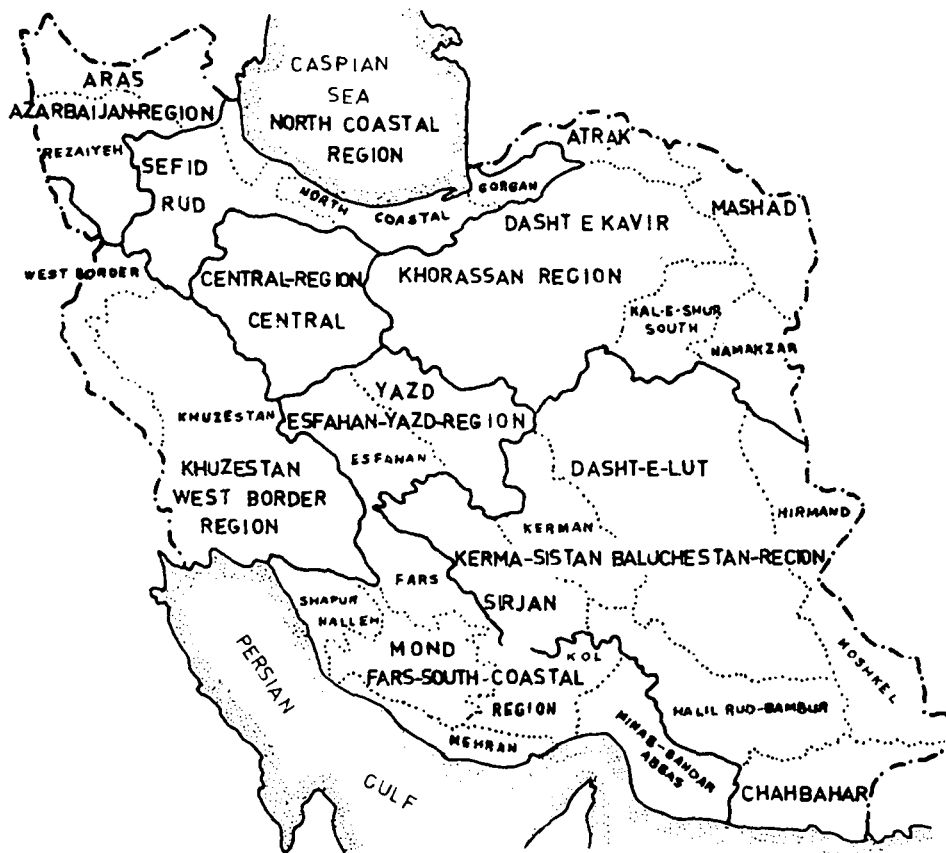 CASPIAN
SEA
NORTH COASTAL
REGION
ARAS
AZARBAIJAN-REGION
REZAIYEH
SEFID
RUD
NORTH
COASTAL
GORGAN
ATRAK
MASHAD
DASHT E KAVIR
KHORASSAN REGION
WEST BORDER
CENTRAL-REGION
CENTRAL
KAL-E-SHUR
SOUTH
NAMAKZAR
YAZD
ESFAHAN-YAZD-REGION
ESFAHAN
KHUZESTAN
KHUZESTAN
WEST BORDER
REGION
DASHT-E-LUT
HIRMAND
KERMAN
KERMA-SISTAN BALUCHESTAN-REGION
FARS
SIRJAN
SHAPUR
HALLEH
MOND
FARS-SOUTH-COASTAL
REGION
KOL
MOSHKEL
HALIL RUD-BAMBUR
MEHRAN
MINAB-BANDAR
ABBAS
CHAHBAHAR
PERSIAN
GULF